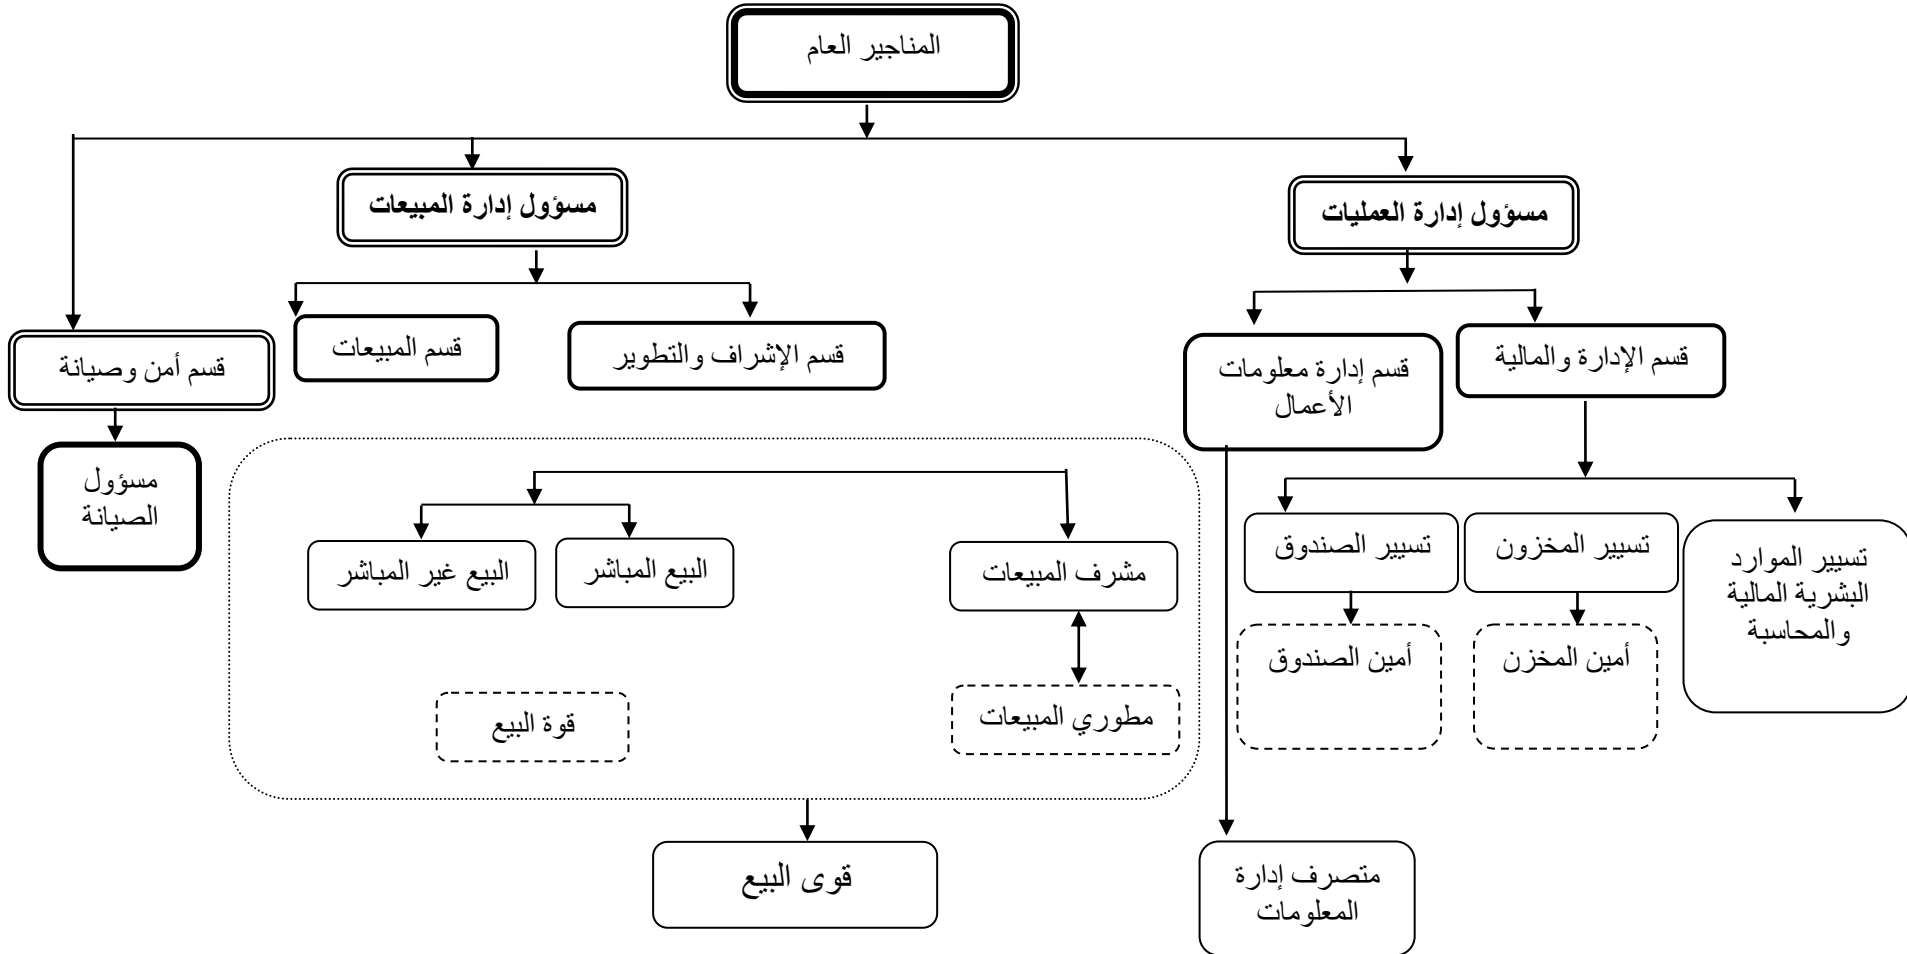 المناجير العام
مسؤول إدارة العمليات
مسؤول إدارة المبيعات
قسم الإدارة والمالية
قسم إدارة معلومات
الأعمال
قسم الإشراف والتطوير
قسم المبيعات
قسم أمن وصيانة
مسؤول
الصيانة
تسيير الموارد
البشرية المالية
والمحاسبة
تسيير المخزون
تسيير الصندوق
مشرف المبيعات
البيع المباشر
البيع غير المباشر
أمين المخزن
أمين الصندوق
مطوري المبيعات
قوة البيع
متصرف إدارة
المعلومات
قوى البيع